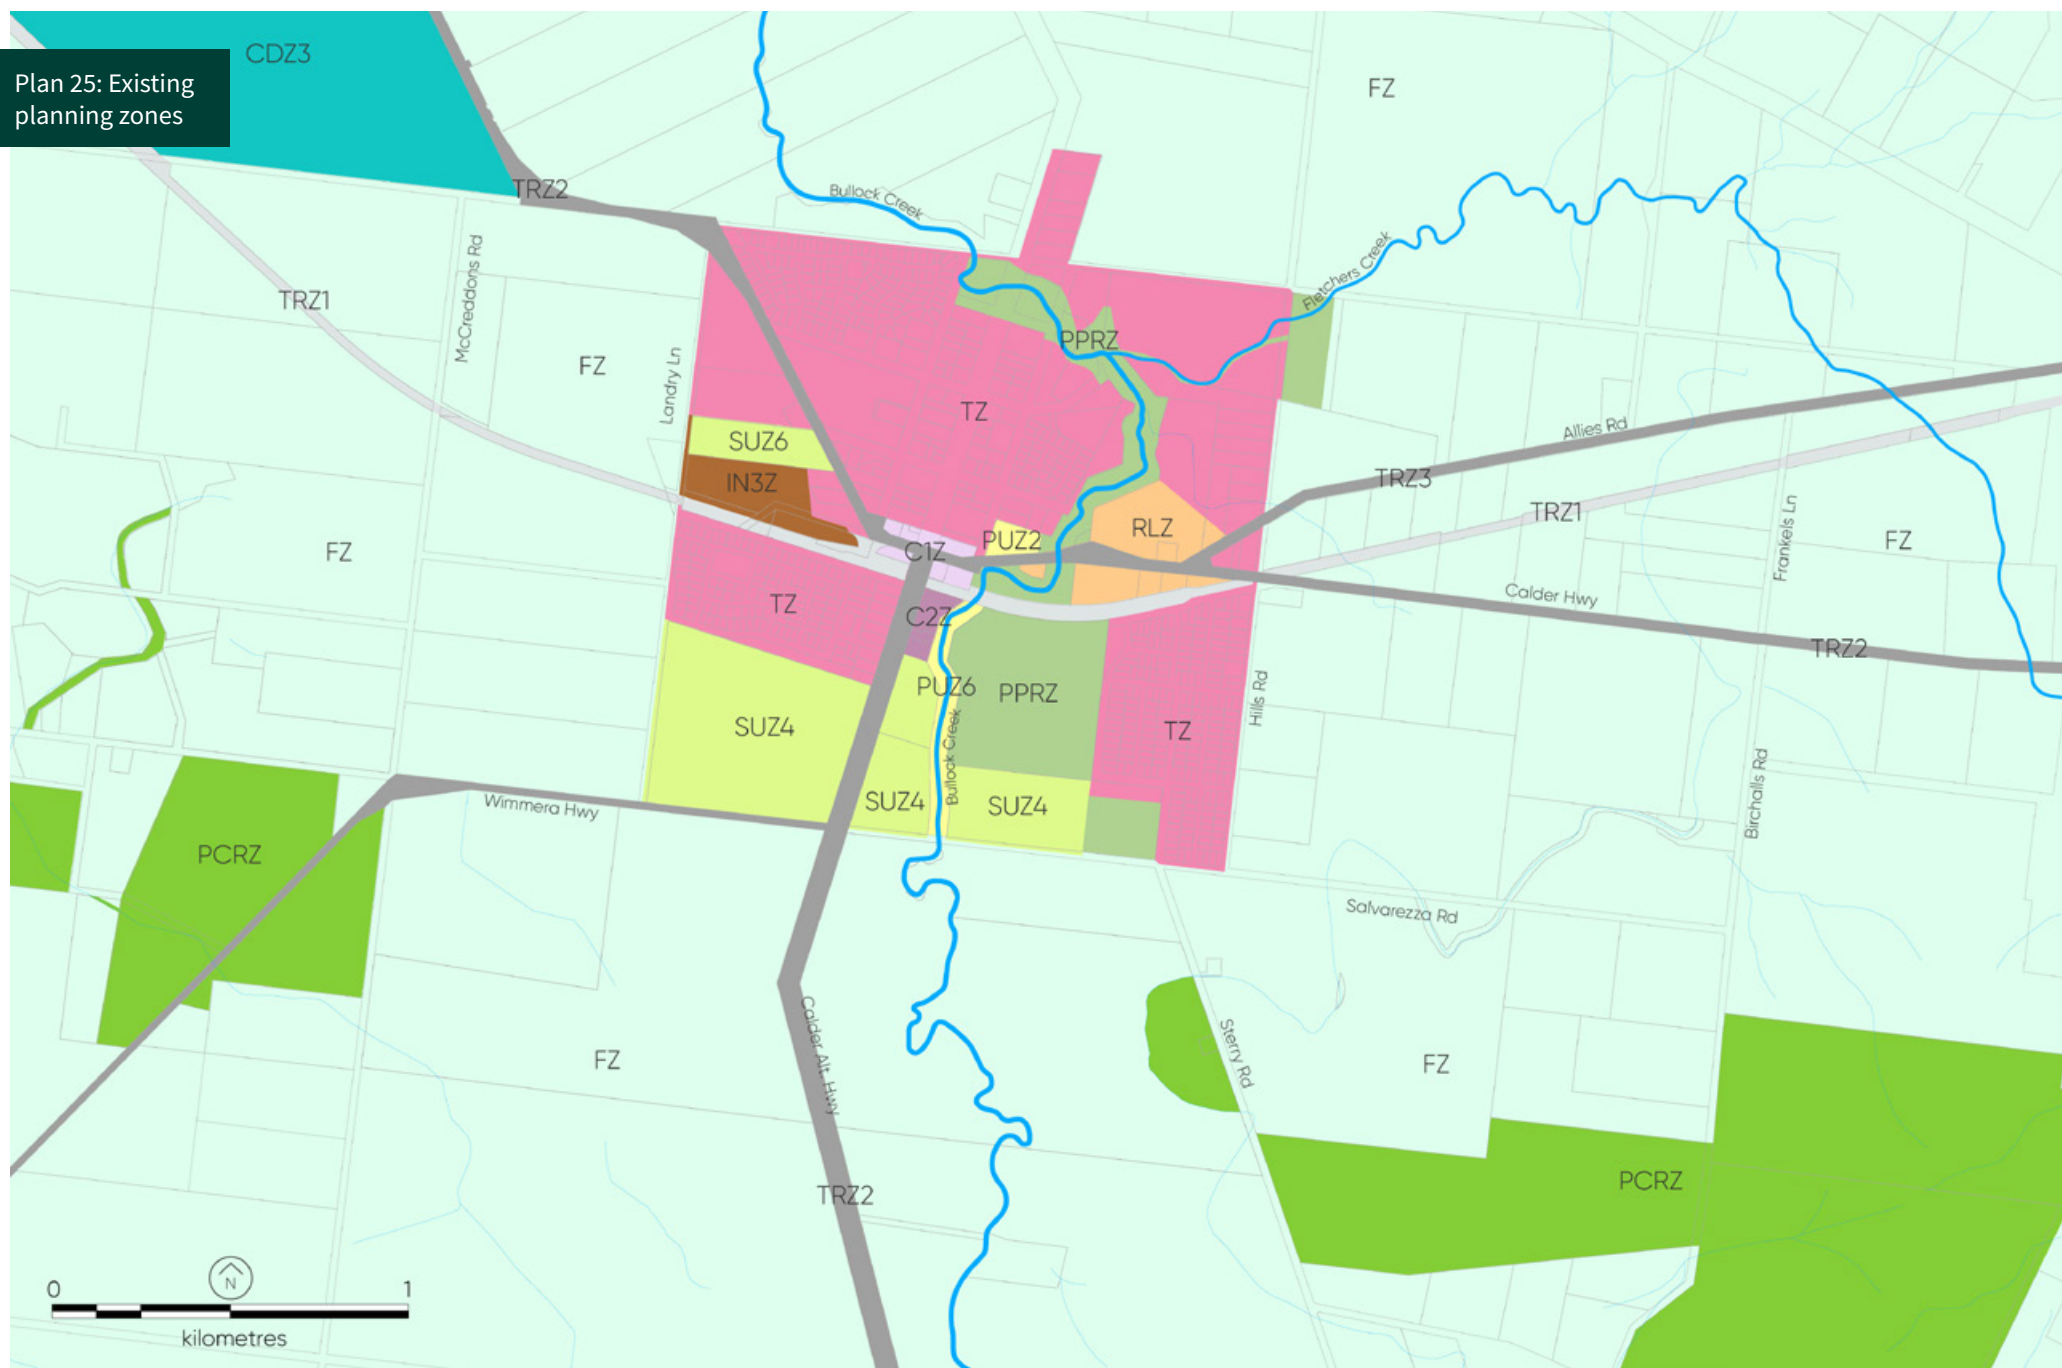 CDZ3
Plan 25: Existing
planning zones
FZ
TRZ2
Bullock Creek
Fletchers Creek
McCreddons Rd
TRZ1
PPRZ
FZ
Landry Ln
TZ
SUZ6
Allies Rd
IN3Z
TRZ3
TRZ1
RLZ
PUZ2
C1Z
FZ
Frankels Ln
FZ
Calder Hwy
TZ
C2Z
TRZ2
PUZ6
PPRZ
Hills Rd
SUZ4
TZ
Bullock Creek
Birchalls Rd
Wimmera Hwy
SUZ4
SUZ4
PCRZ
Salvarezza Rd
Calder Alt. Hwy
Sterry Rd
FZ
FZ
PCRZ
TRZ2
N
0 1
kilometres